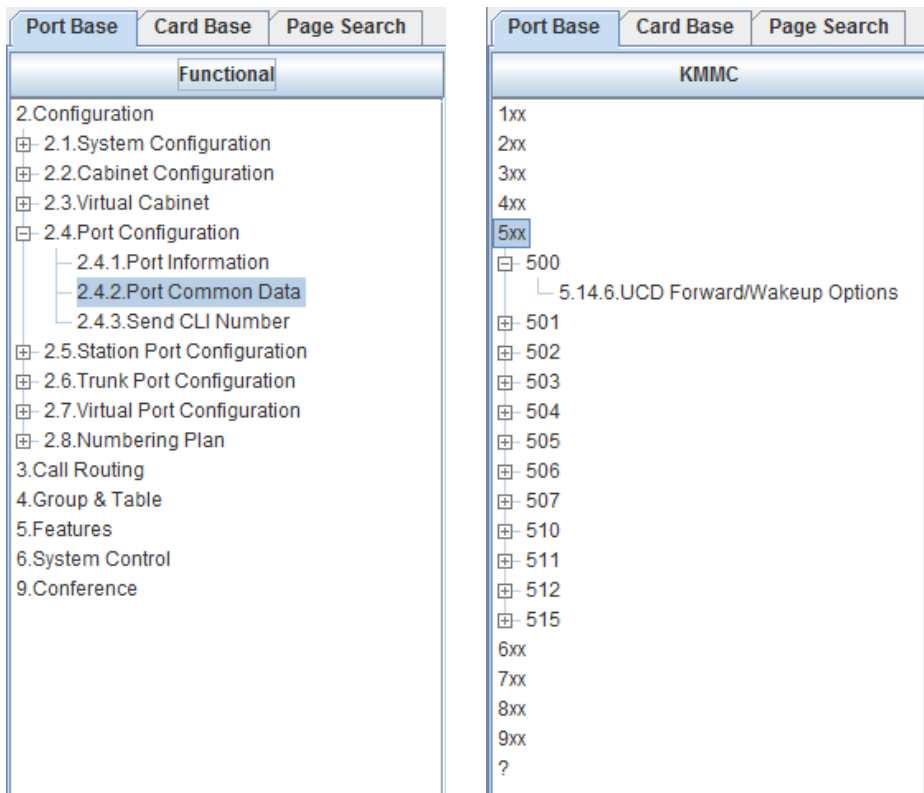 Port Base Card Base Page Search
Functional
2.Configuration
2.1.System Configuration
2.2.Cabinet Configuration
2.3.Virtual Cabinet
2.4.Port Configuration
2.4.1.Port Information
2.4.2.Port Common Data
2.4.3.Send CLI Number
2.5.Station Port Configuration
2.6.Trunk Port Configuration
2.7.Virtual Port Configuration
2.8.Numbering Plan
3.Call Routing
4.Group & Table
5.Features
6.System Control
9.Conference
Port Base Card Base Page Search
KMMC
1xx
2xx
3xx
4xx
5xx
500
5.14.6.UCD Forward/Wakeup Options
501
502
503
504
505
506
507
510
511
512
515
6xx
7xx
8xx
9xx
?